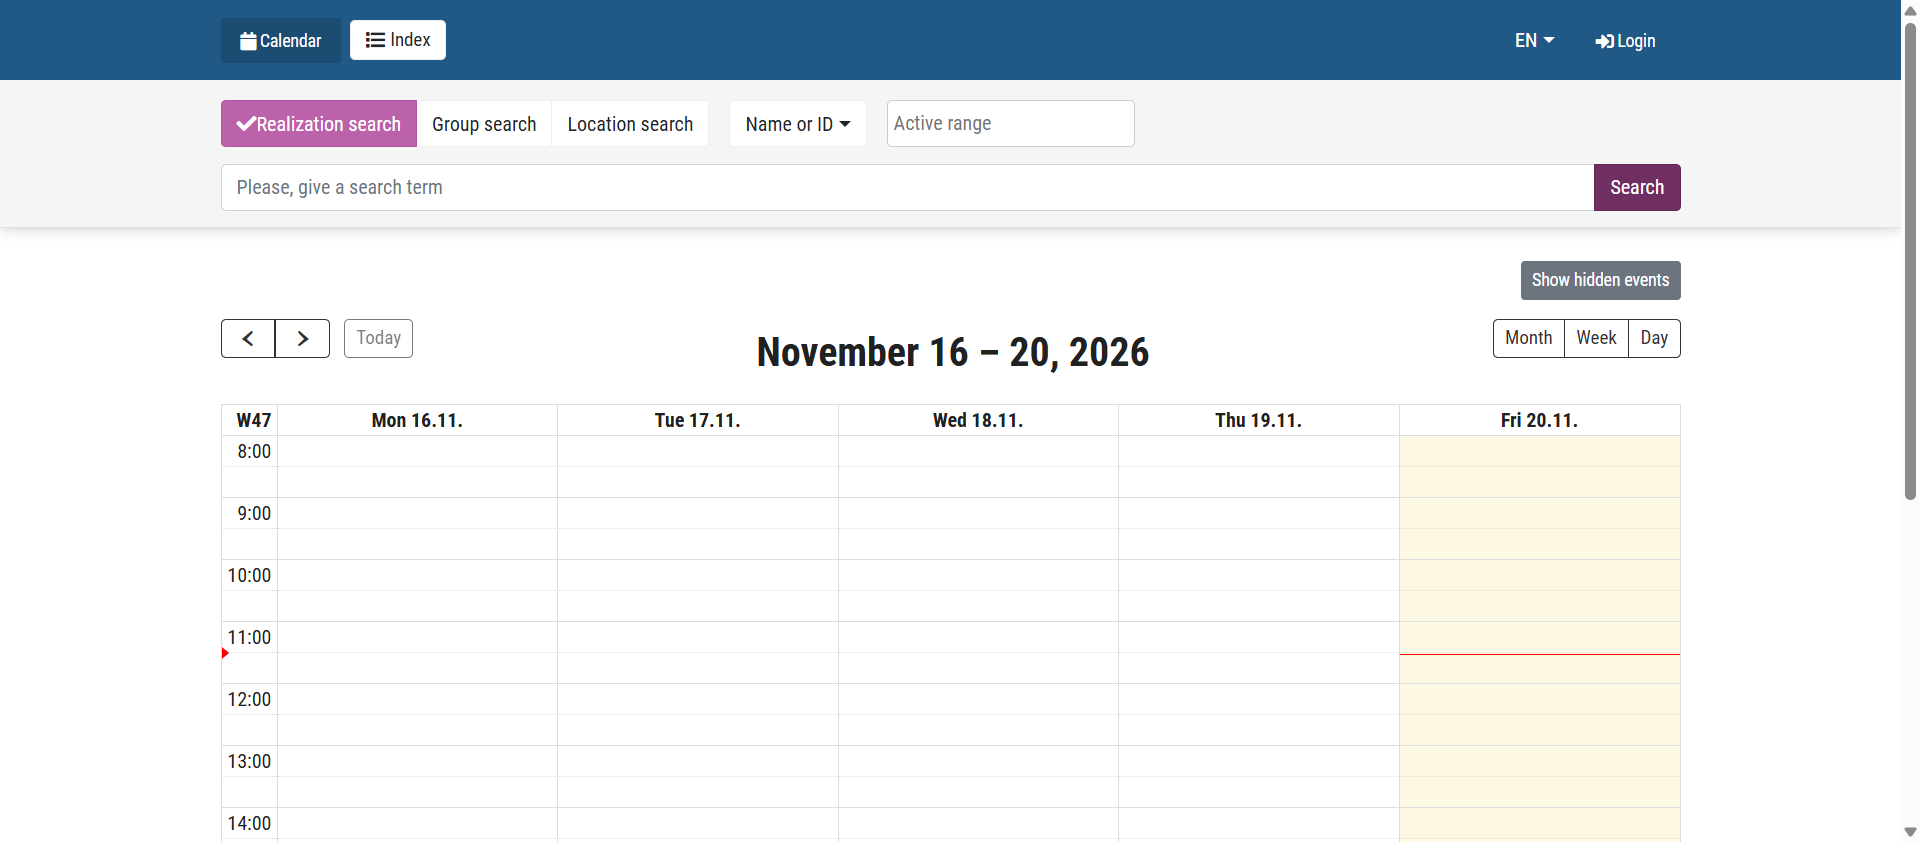 Calendar Index EN Login
Realization search Group search Location search Name or ID Active range
Please, give a search term Search
Show hidden events
Today November 16 – 20, 2026 Month Week Day
W47 Mon 16.11. Tue 17.11. Wed 18.11. Thu 19.11. Fri 20.11.
8:00
9:00
10:00
11:00
12:00
13:00
14:00